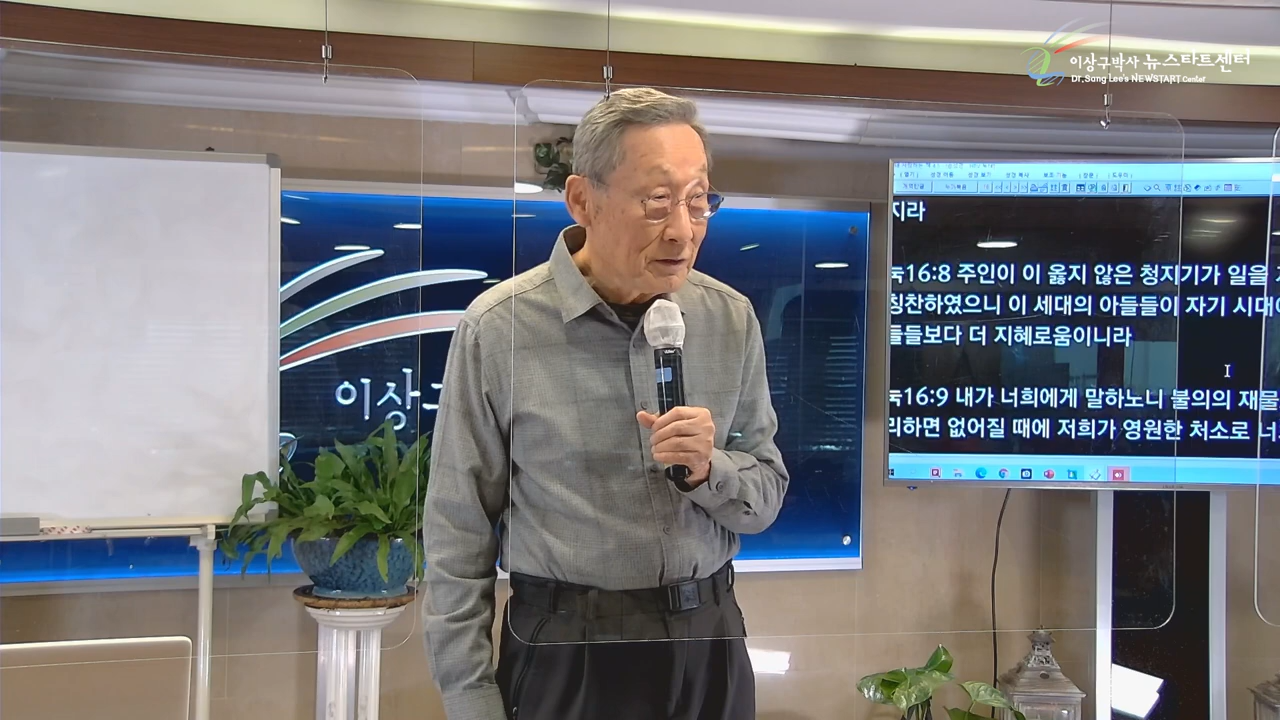 이상구박사 뉴스타트센터
Dr. Sang Lee's NEWSTART Center
지라
눅16:8 주인이 이 옳지 않은 청지기가 일을
칭찬하였으니 이 세대의 아들들이 자기 시대에
들들보다 더 지혜로움이니라
눅16:9 내가 너희에게 말하노니 불의의 재물
리하면 없어질 때에 저희가 영원한 처소로
이상구